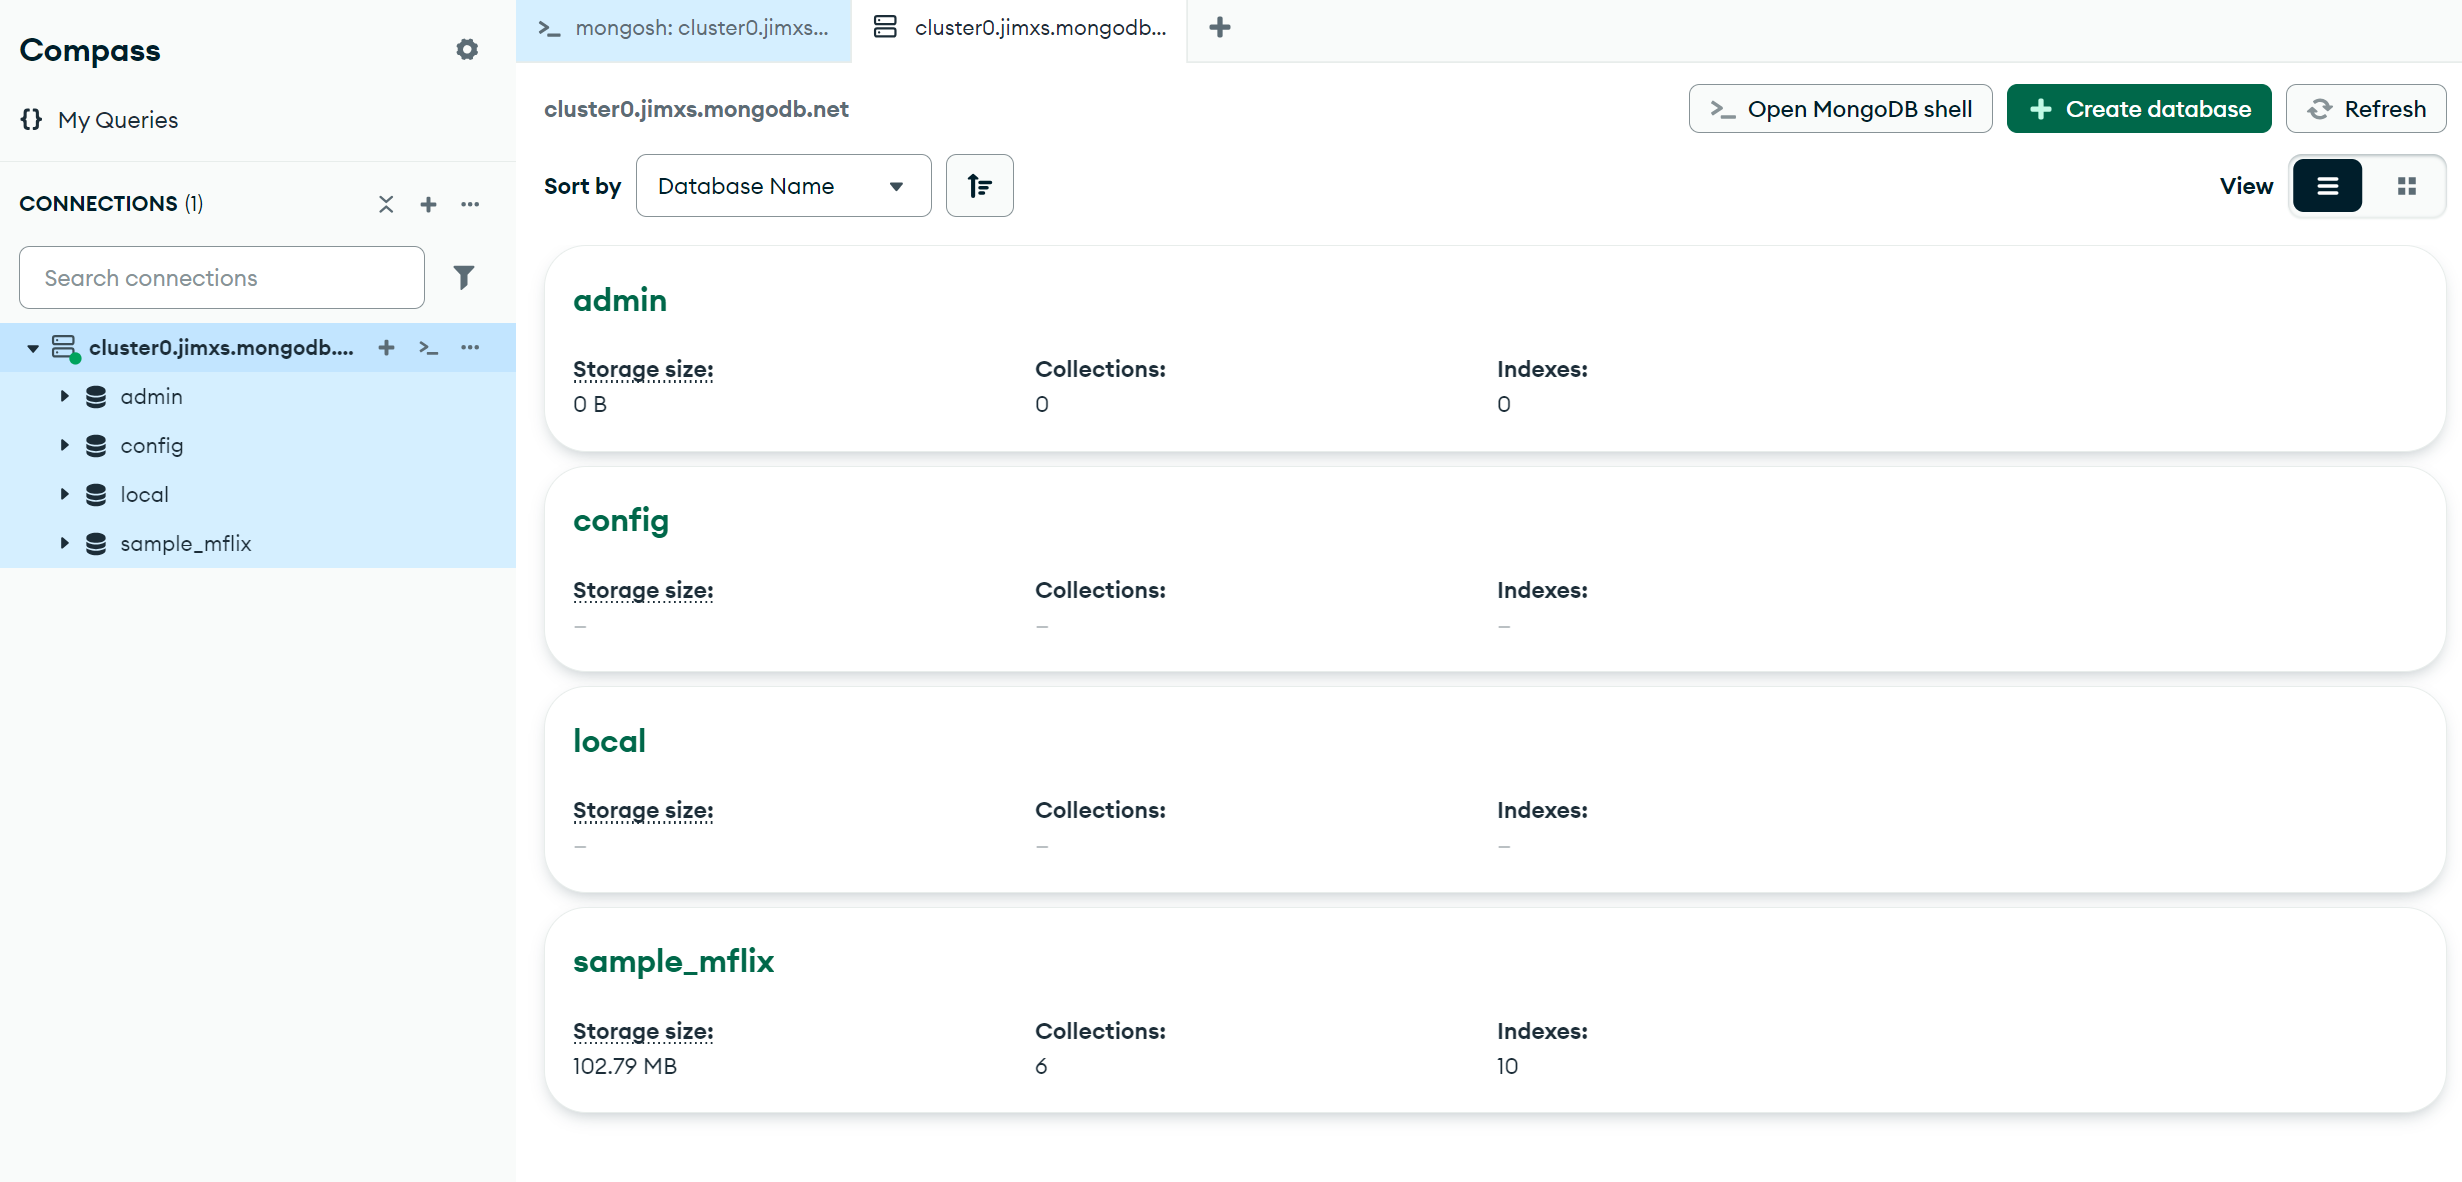 Compass
My Queries
CONNECTIONS (1)
Search connections
cluster0.jimxs.mongodb....
admin
config
local
sample_mflix
mongosh: cluster0.jimxs...
cluster0.jimxs.mongodb...
cluster0.jimxs.mongodb.net
Open MongoDB shell
Create database
Refresh
Sort by
Database Name
View
admin
Storage size: Collections: Indexes:
0 B 0 0
config
Storage size: Collections: Indexes:
– – –
local
Storage size: Collections: Indexes:
– – –
sample_mflix
Storage size: Collections: Indexes:
102.79 MB 6 10